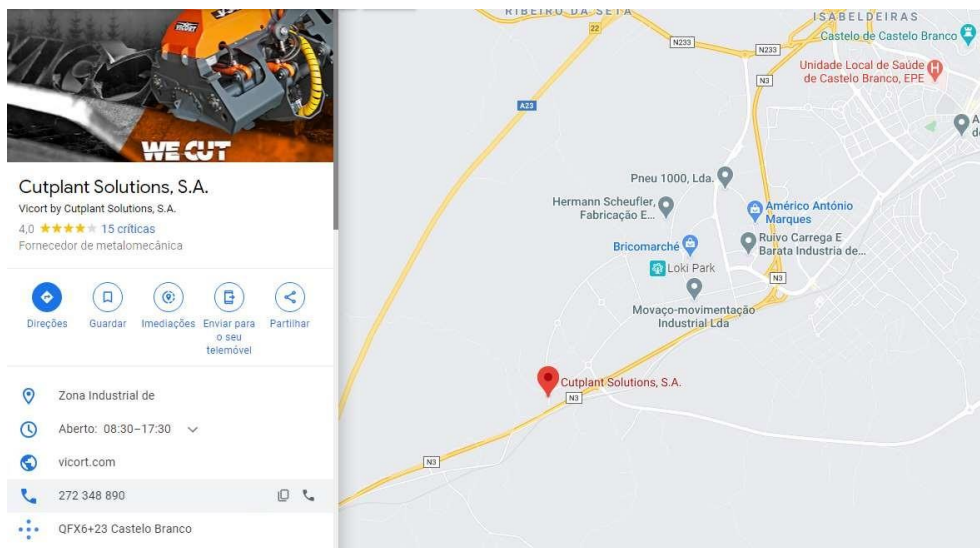 WE CUT
Cutplant Solutions, S.A.
Vicort by Cutplant Solutions, S.A.
4,0 15 críticas
Fornecedor de metalomecânica
Direções
Guardar
Imediações
Enviar para
o seu
telemóvel
Partilhar
Zona Industrial de
Aberto: 08:30–17:30
vicort.com
272 348 890
QFX6+23 Castelo Branco
RIBEIRO DA SETA
ISABELDEIRAS
22
N233
N233
Castelo de Castelo Branco
Unidade Local de Saúde
de Castelo Branco, EPE
H
N3
A23
A
d
Pneu 1000, Lda.
Hermann Scheufler,
Fabricação E...
Américo António
Marques
Bricomarché
Ruivo Carrega E
Barata Industria de...
Loki Park
N3
Movaço-movimentação
Industrial Lda
Cutplant Solutions, S.A.
N3
N3